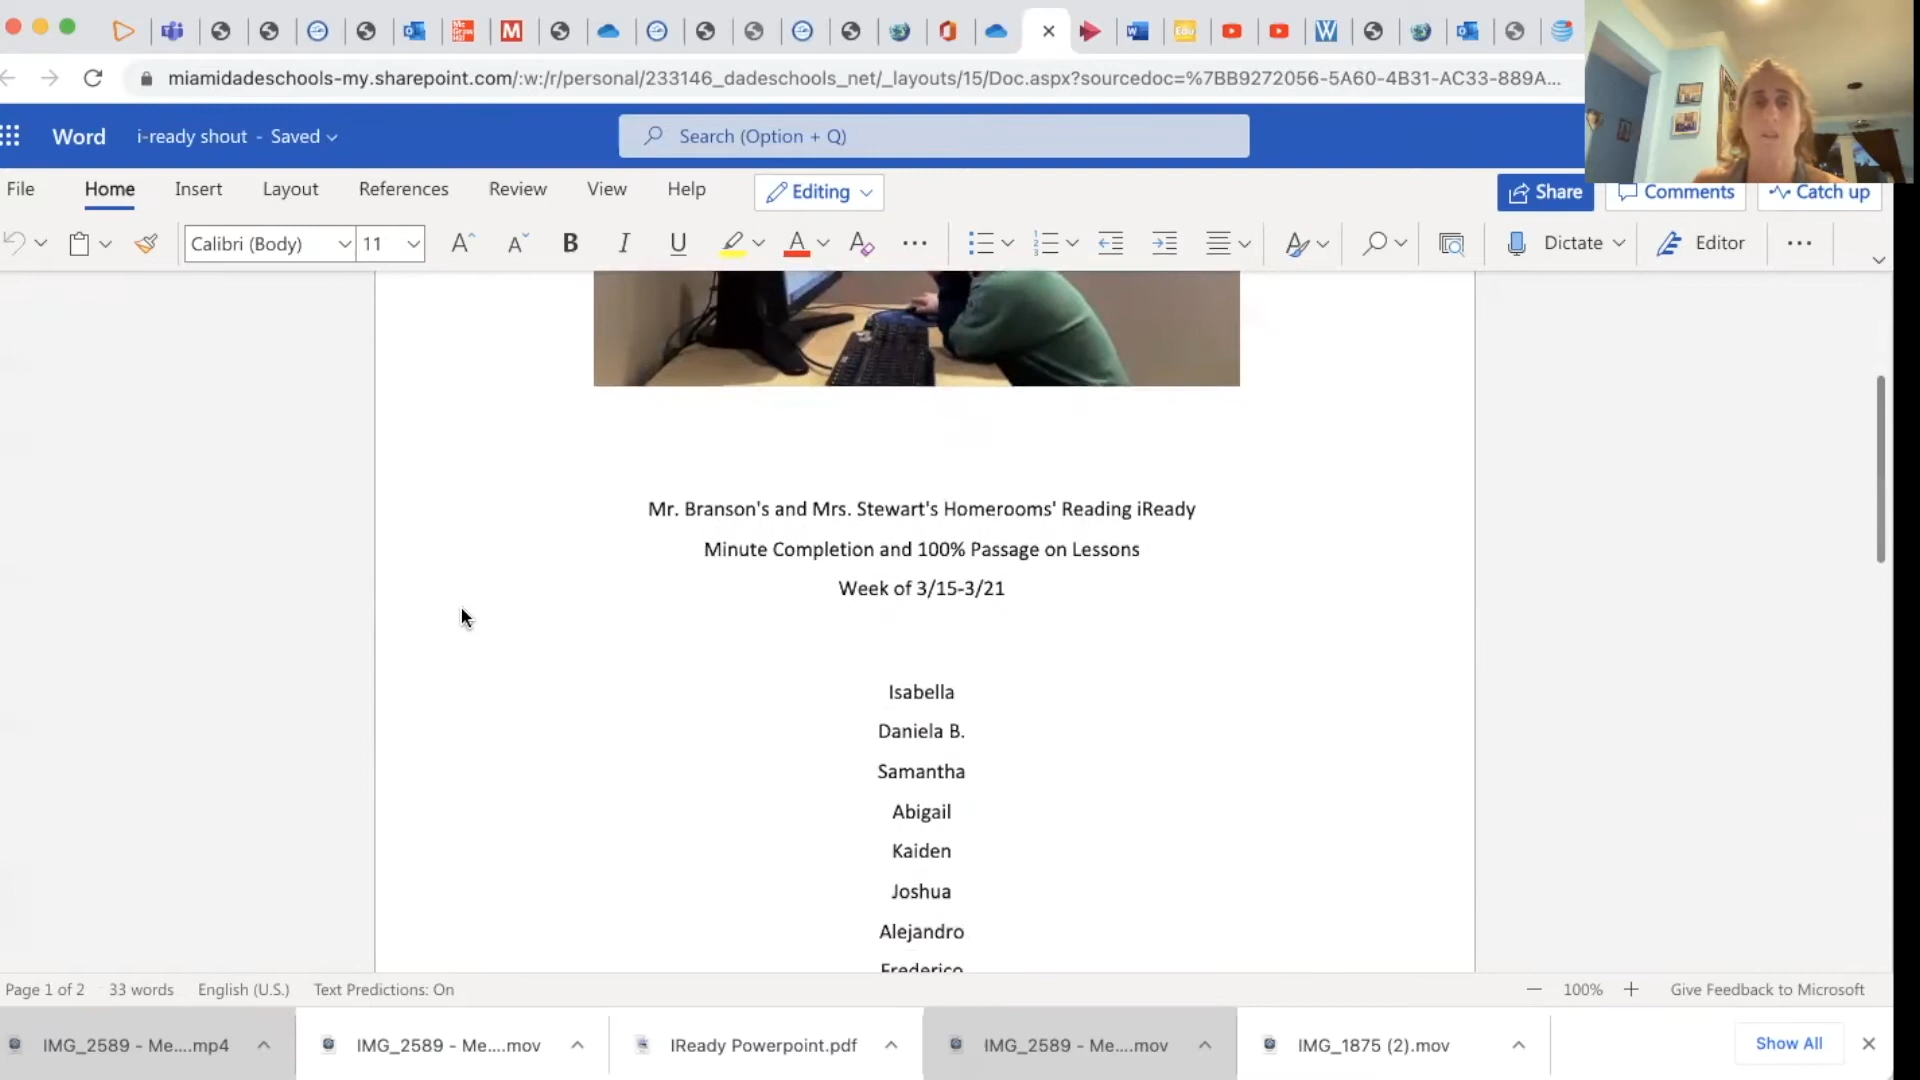 miamidadeschools-my.sharepoint.com/:w:/r/personal/233146_dadeschools_net/_layouts/15/Doc.aspx?sourcedoc=%7BB9272056-5A60-4B31-AC33-889A...
Word i-ready shout - Saved Search (Option + Q)
File Home Insert Layout References Review View Help Editing Share Comments Catch up
Calibri (Body) 11 A A B I U A A Dictate Editor
Mr. Branson's and Mrs. Stewart's Homerooms' Reading iReady
Minute Completion and 100% Passage on Lessons
Week of 3/15-3/21
Isabella
Daniela B.
Samantha
Abigail
Kaiden
Joshua
Alejandro
Frederico
Page 1 of 2 33 words English (U.S.) Text Predictions: On 100% Give Feedback to Microsoft
IMG_2589 - Me....mp4 IMG_2589 - Me....mov IReady Powerpoint.pdf IMG_2589 - Me....mov IMG_1875 (2).mov Show All